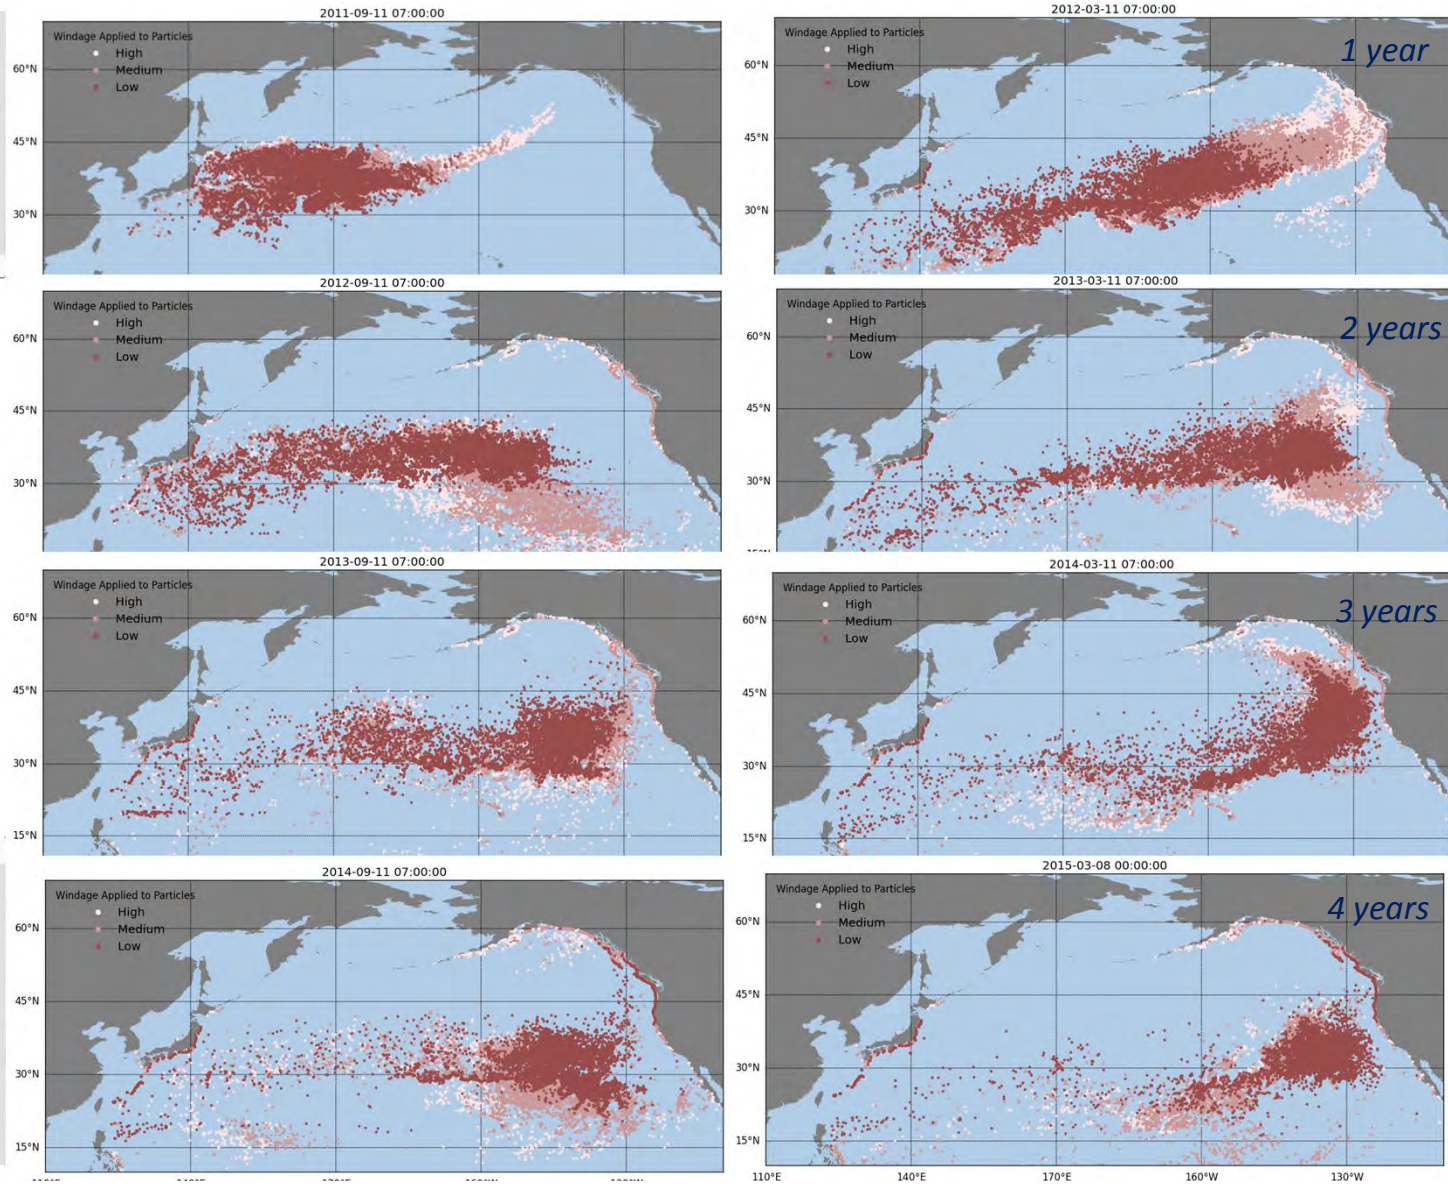 2011-09-11 07:00:00
Windage Applied to Particles
High
Medium
Low
60°N
45°N
30°N
2012-03-11 07:00:00
1 year
Windage Applied to Particles
High
Medium
Low
60°N
45°N
30°N
2012-09-11 07:00:00
Windage Applied to Particles
High
Medium
Low
60°N
45°N
30°N
2013-03-11 07:00:00
2 years
Windage Applied to Particles
High
Medium
Low
60°N
45°N
30°N
2013-09-11 07:00:00
Windage Applied to Particles
High
Medium
Low
60°N
45°N
30°N
15°N
2014-03-11 07:00:00
3 years
Windage Applied to Particles
High
Medium
Low
60°N
45°N
30°N
15°N
2014-09-11 07:00:00
Windage Applied to Particles
High
Medium
Low
60°N
45°N
30°N
15°N
2015-03-08 00:00:00
4 years
Windage Applied to Particles
High
Medium
Low
60°N
45°N
30°N
15°N
110°E 140°E 170°E 160°W 130°W